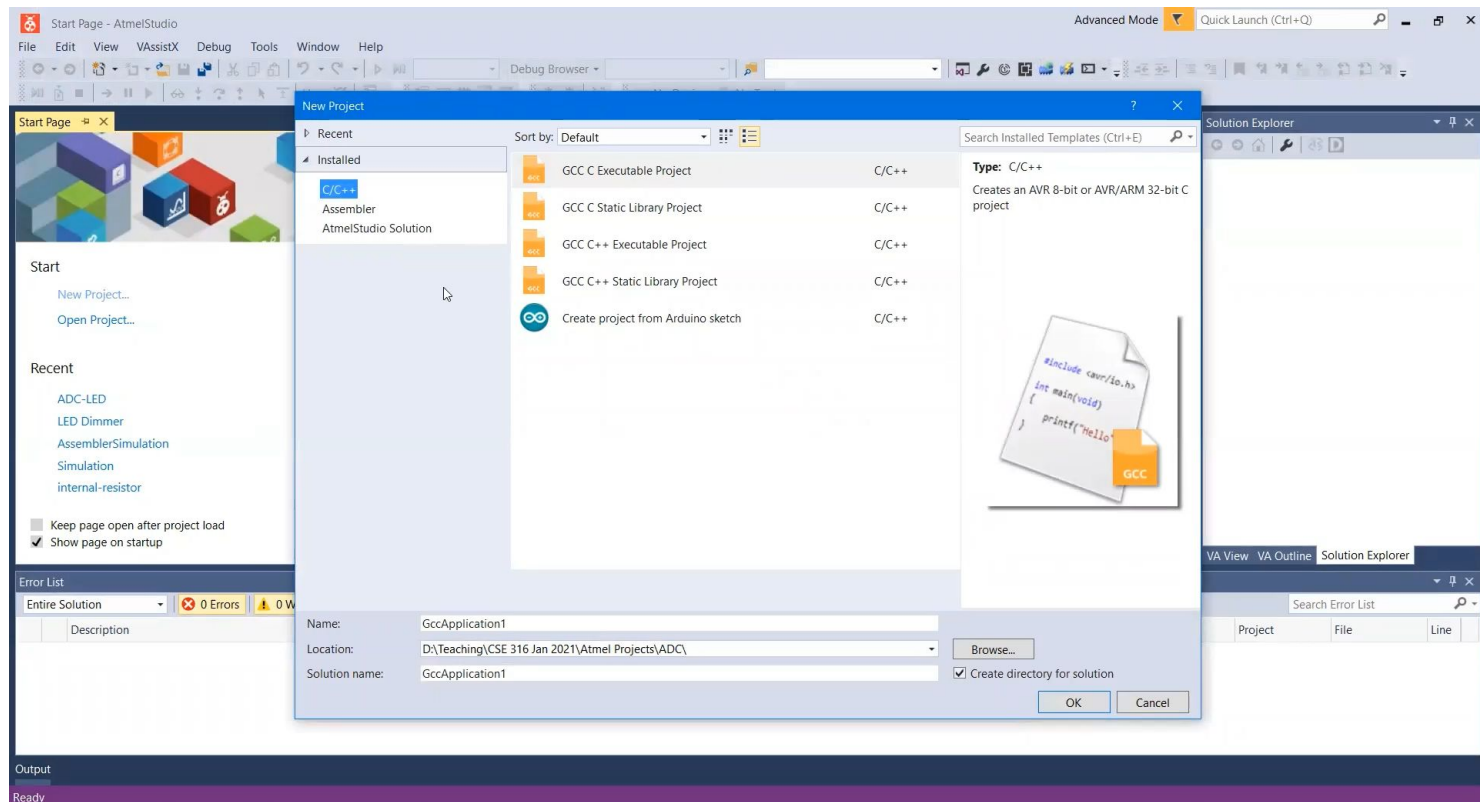 Start Page - AtmelStudio
Advanced Mode
Quick Launch (Ctrl+Q)
File Edit View VAssistX Debug Tools Window Help
Debug Browser
Start Page
New Project
? 
Solution Explorer
Recent
Installed
C/C++
Assembler
AtmelStudio Solution
Sort by: Default
Search Installed Templates (Ctrl+E)
GCC C Executable Project C/C++
GCC C Static Library Project C/C++
GCC C++ Executable Project C/C++
GCC C++ Static Library Project C/C++
Create project from Arduino sketch C/C++
Type: C/C++
Creates an AVR 8-bit or AVR/ARM 32-bit C
project
#include <avr/io.h>
int main(void)
{
printf("Hello"
}
GCC
Start
New Project...
Open Project...
Recent
ADC-LED
LED Dimmer
AssemblerSimulation
Simulation
internal-resistor
Keep page open after project load
Show page on startup
VA View VA Outline Solution Explorer
Error List
Entire Solution
0 Errors
0 W
Search Error List
Description
Project File Line
Name: GccApplication1
Location: D:\Teaching\CSE 316 Jan 2021\Atmel Projects\ADC\
Browse...
Solution name: GccApplication1
Create directory for solution
OK Cancel
Output
Ready